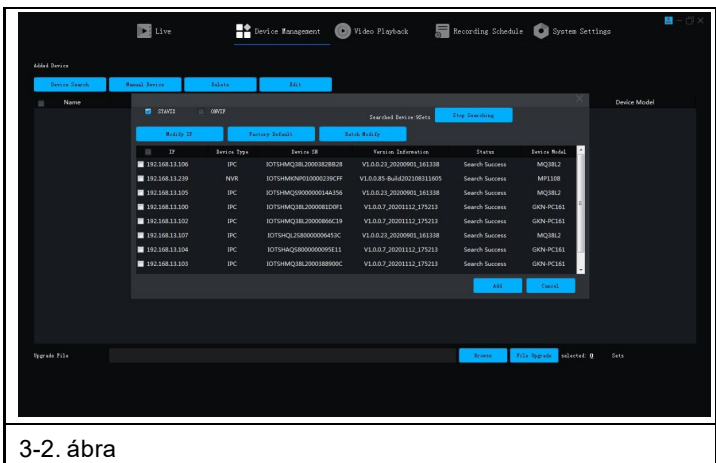 Live Device Management Video Playback Recording Schedule System Settings
Added Device
Device Search Manual Device Delete Edit
Name Device Model
STAVIX ONVIF Searched Device:9Sets Stop Searching
Modify IP Factory Default Batch Modify
IP Device Type Device SN Version Information Status Device Model
192.168.13.106 IPC IOTSHMQ38L2000382BB28 V1.0.0.23_20200901_161338 Search Success MQ38L2
192.168.13.239 NVR IOTSHMKNP010000239CFF V1.0.0.85-Build202108311605 Search Success MP1108
192.168.13.105 IPC IOTSHMQS900000014A356 V1.0.0.23_20200901_161338 Search Success MQ38L2
192.168.13.100 IPC IOTSHMQ38L2000081D0F1 V1.0.0.7_20201112_175213 Search Success GKN-PC161
192.168.13.102 IPC IOTSHMQ38L20000866C19 V1.0.0.7_20201112_175213 Search Success GKN-PC161
192.168.13.107 IPC IOTSHQL2S80000006453C V1.0.0.23_20200901_161338 Search Success MQ38L2
192.168.13.104 IPC IOTSHAQS8000000095E11 V1.0.0.7_20201112_175213 Search Success GKN-PC161
192.168.13.103 IPC IOTSHMQ38L2000388900C V1.0.0.7_20201112_175213 Search Success GKN-PC161
Add Cancel
Upgrade File Browse File Upgrade selected: 0 Sets
3-2. ábra